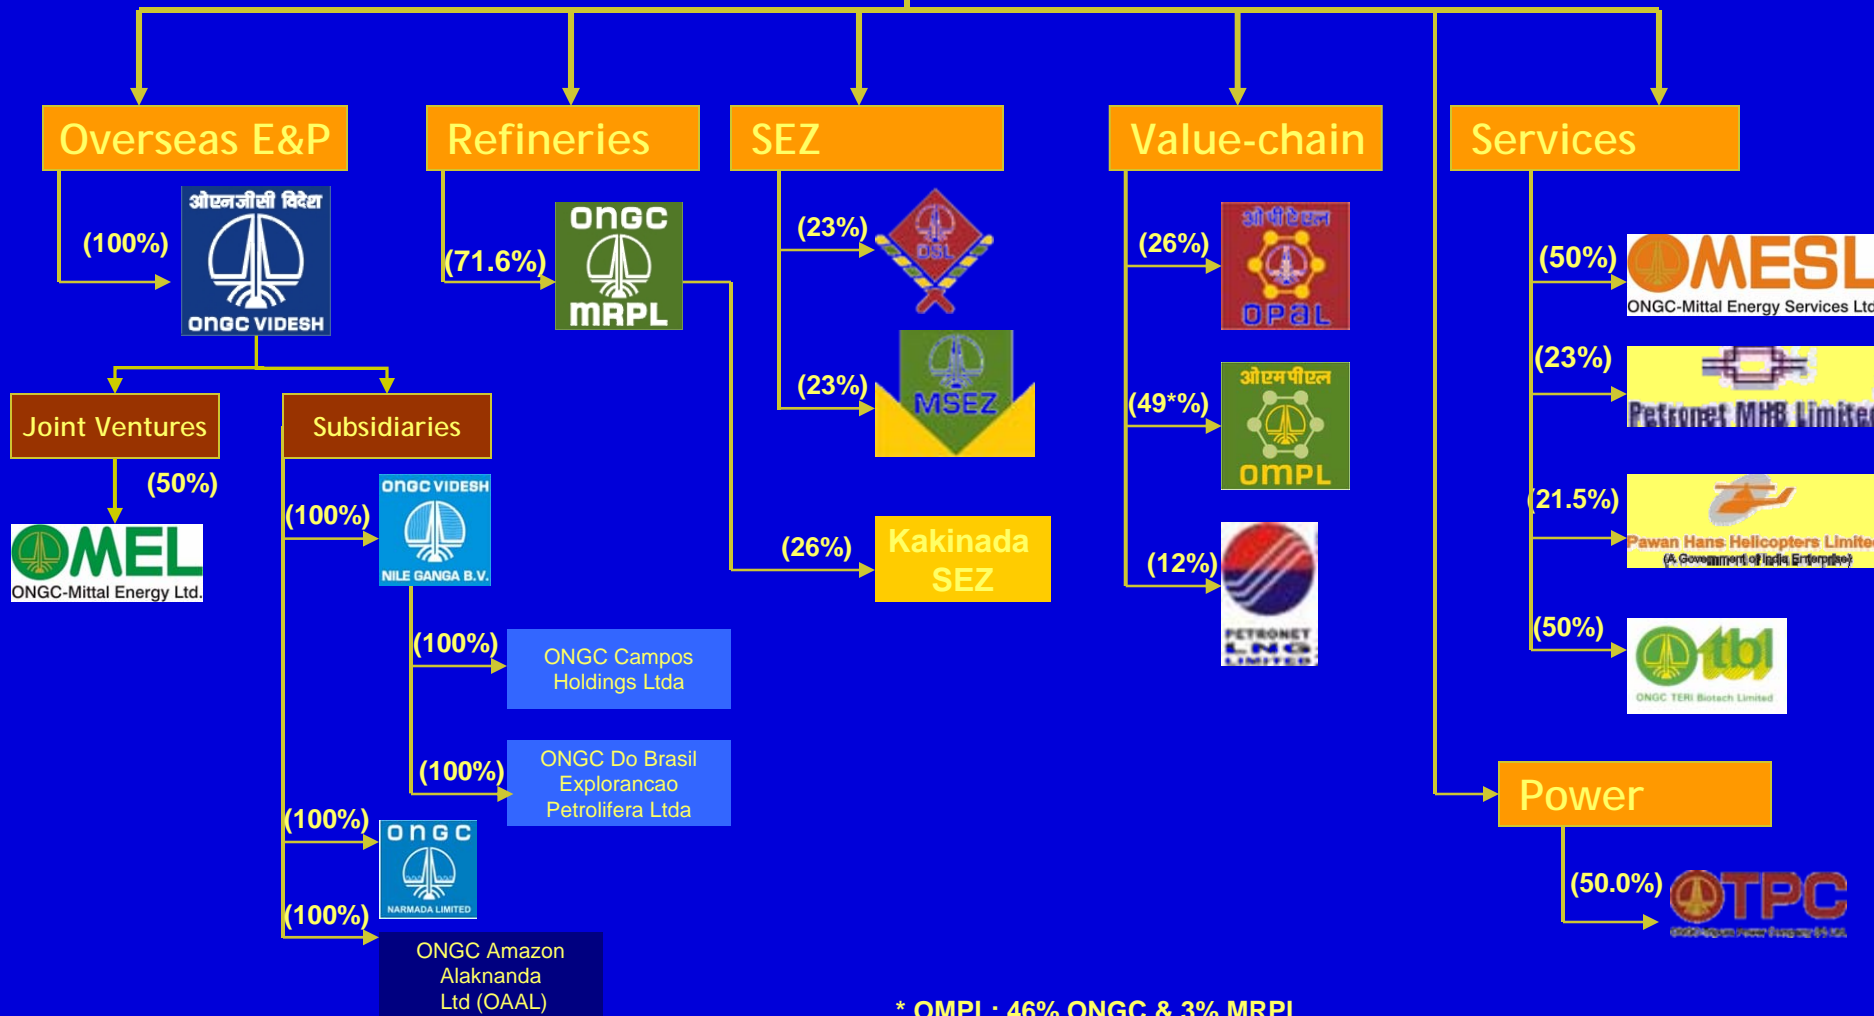 Overseas E&P
Refineries
SEZ
Value-chain
Services
(100%)
ओएनजीसी विदेश
ONGC VIDESH
Joint Ventures
(50%)
OMEL
ONGC-Mittal Energy Ltd.
Subsidiaries
(100%)
ONGC VIDESH
NILE GANGA B.V.
(100%)
ONGC Campos
Holdings Ltda
(100%)
ONGC Do Brasil
Explorancao
Petrolifera Ltda
(100%)
ONGC
NARMADA LIMITED
(100%)
ONGC Amazon
Alaknanda
Ltd (OAAL)
(71.6%)
ONGC
MRPL
(23%)
OSL
(23%)
MSEZ
(26%)
Kakinada
SEZ
(26%)
ओपीएएल
OPaL
(49*%)
ओएमपीएल
OMPL
(12%)
PETRONET
LNG
LIMITED
(50%)
OMESL
ONGC-Mittal Energy Services Ltd
(23%)
Petronet MHB Limited
(21.5%)
Pawan Hans Helicopters Limited
(A Government of India Enterprise)
(50%)
Otbl
ONGC TERI Biotech Limited
Power
(50.0%)
OTPC
* OMPL: 46% ONGC & 3% MRPL